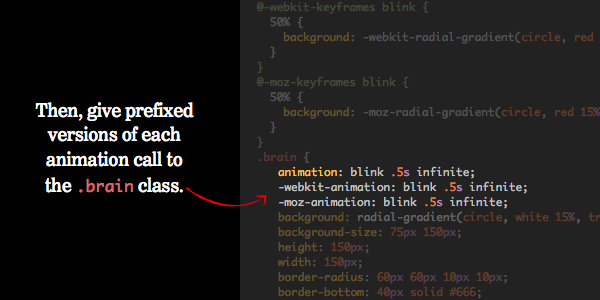 Then, give prefixed
versions of each
animation call to
the .brain class.
@-webkit-keyframes blink {
50% {
background: -webkit-radial-gradient(circle, red
}
}
@-moz-keyframes blink {
50% {
background: -moz-radial-gradient(circle, red 15%
}
}
.brain {
animation: blink .5s infinite;
-webkit-animation: blink .5s infinite;
-moz-animation: blink .5s infinite;
background: radial-gradient(circle, white 15%, tr
background-size: 75px 150px;
height: 150px;
width: 150px;
border-radius: 60px 60px 10px 10px;
border-bottom: 40px solid #666;